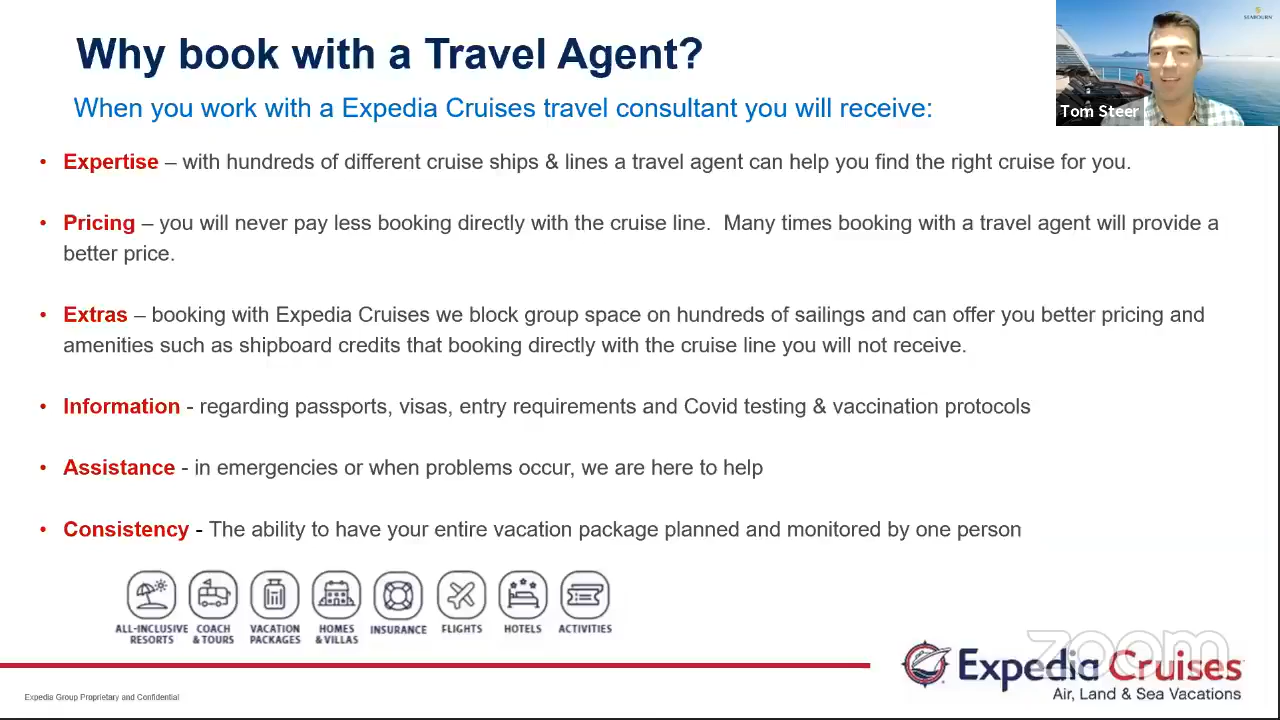 Why book with a Travel Agent?
When you work with a Expedia Cruises travel consultant you will receive:
SEABOURN
Tom Steer
• Expertise – with hundreds of different cruise ships & lines a travel agent can help you find the right cruise for you.
• Pricing – you will never pay less booking directly with the cruise line.  Many times booking with a travel agent will provide a
better price.
• Extras – booking with Expedia Cruises we block group space on hundreds of sailings and can offer you better pricing and
amenities such as shipboard credits that booking directly with the cruise line you will not receive.
• Information - regarding passports, visas, entry requirements and Covid testing & vaccination protocols
• Assistance - in emergencies or when problems occur, we are here to help
• Consistency - The ability to have your entire vacation package planned and monitored by one person
ALL-INCLUSIVE
RESORTS
COACH
& TOURS
VACATION
PACKAGES
HOMES
& VILLAS
INSURANCE
FLIGHTS
HOTELS
ACTIVITIES
zoom
Expedia Cruises
Air, Land & Sea Vacations
Expedia Group Proprietary and Confidential